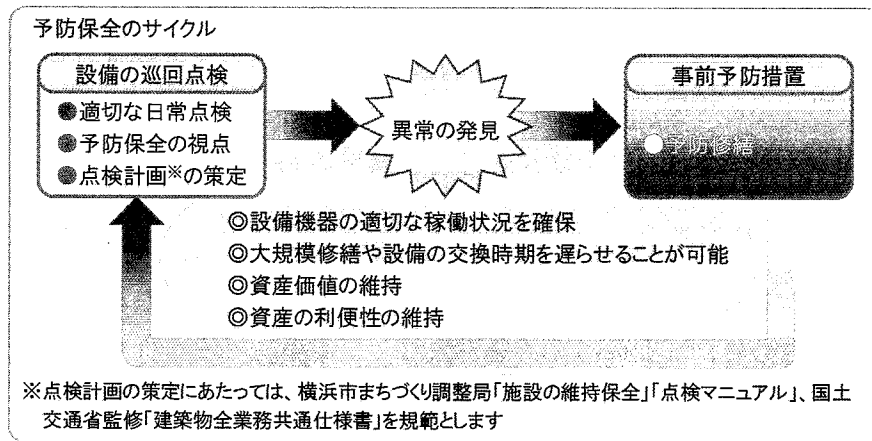 予防保全のサイクル
設備の巡回点検
●適切な日常点検
●予防保全の視点
●点検計画※の策定
異常の発見
事前予防措置
○予防修繕
◎設備機器の適切な稼働状況を確保
◎大規模修繕や設備の交換時期を遅らせることが可能
◎資産価値の維持
◎資産の利便性の維持
※点検計画の策定にあたっては、横浜市まちづくり調整局「施設の維持保全」「点検マニュアル」、国土
交通省監修「建築物全業務共通仕様書」を規範とします